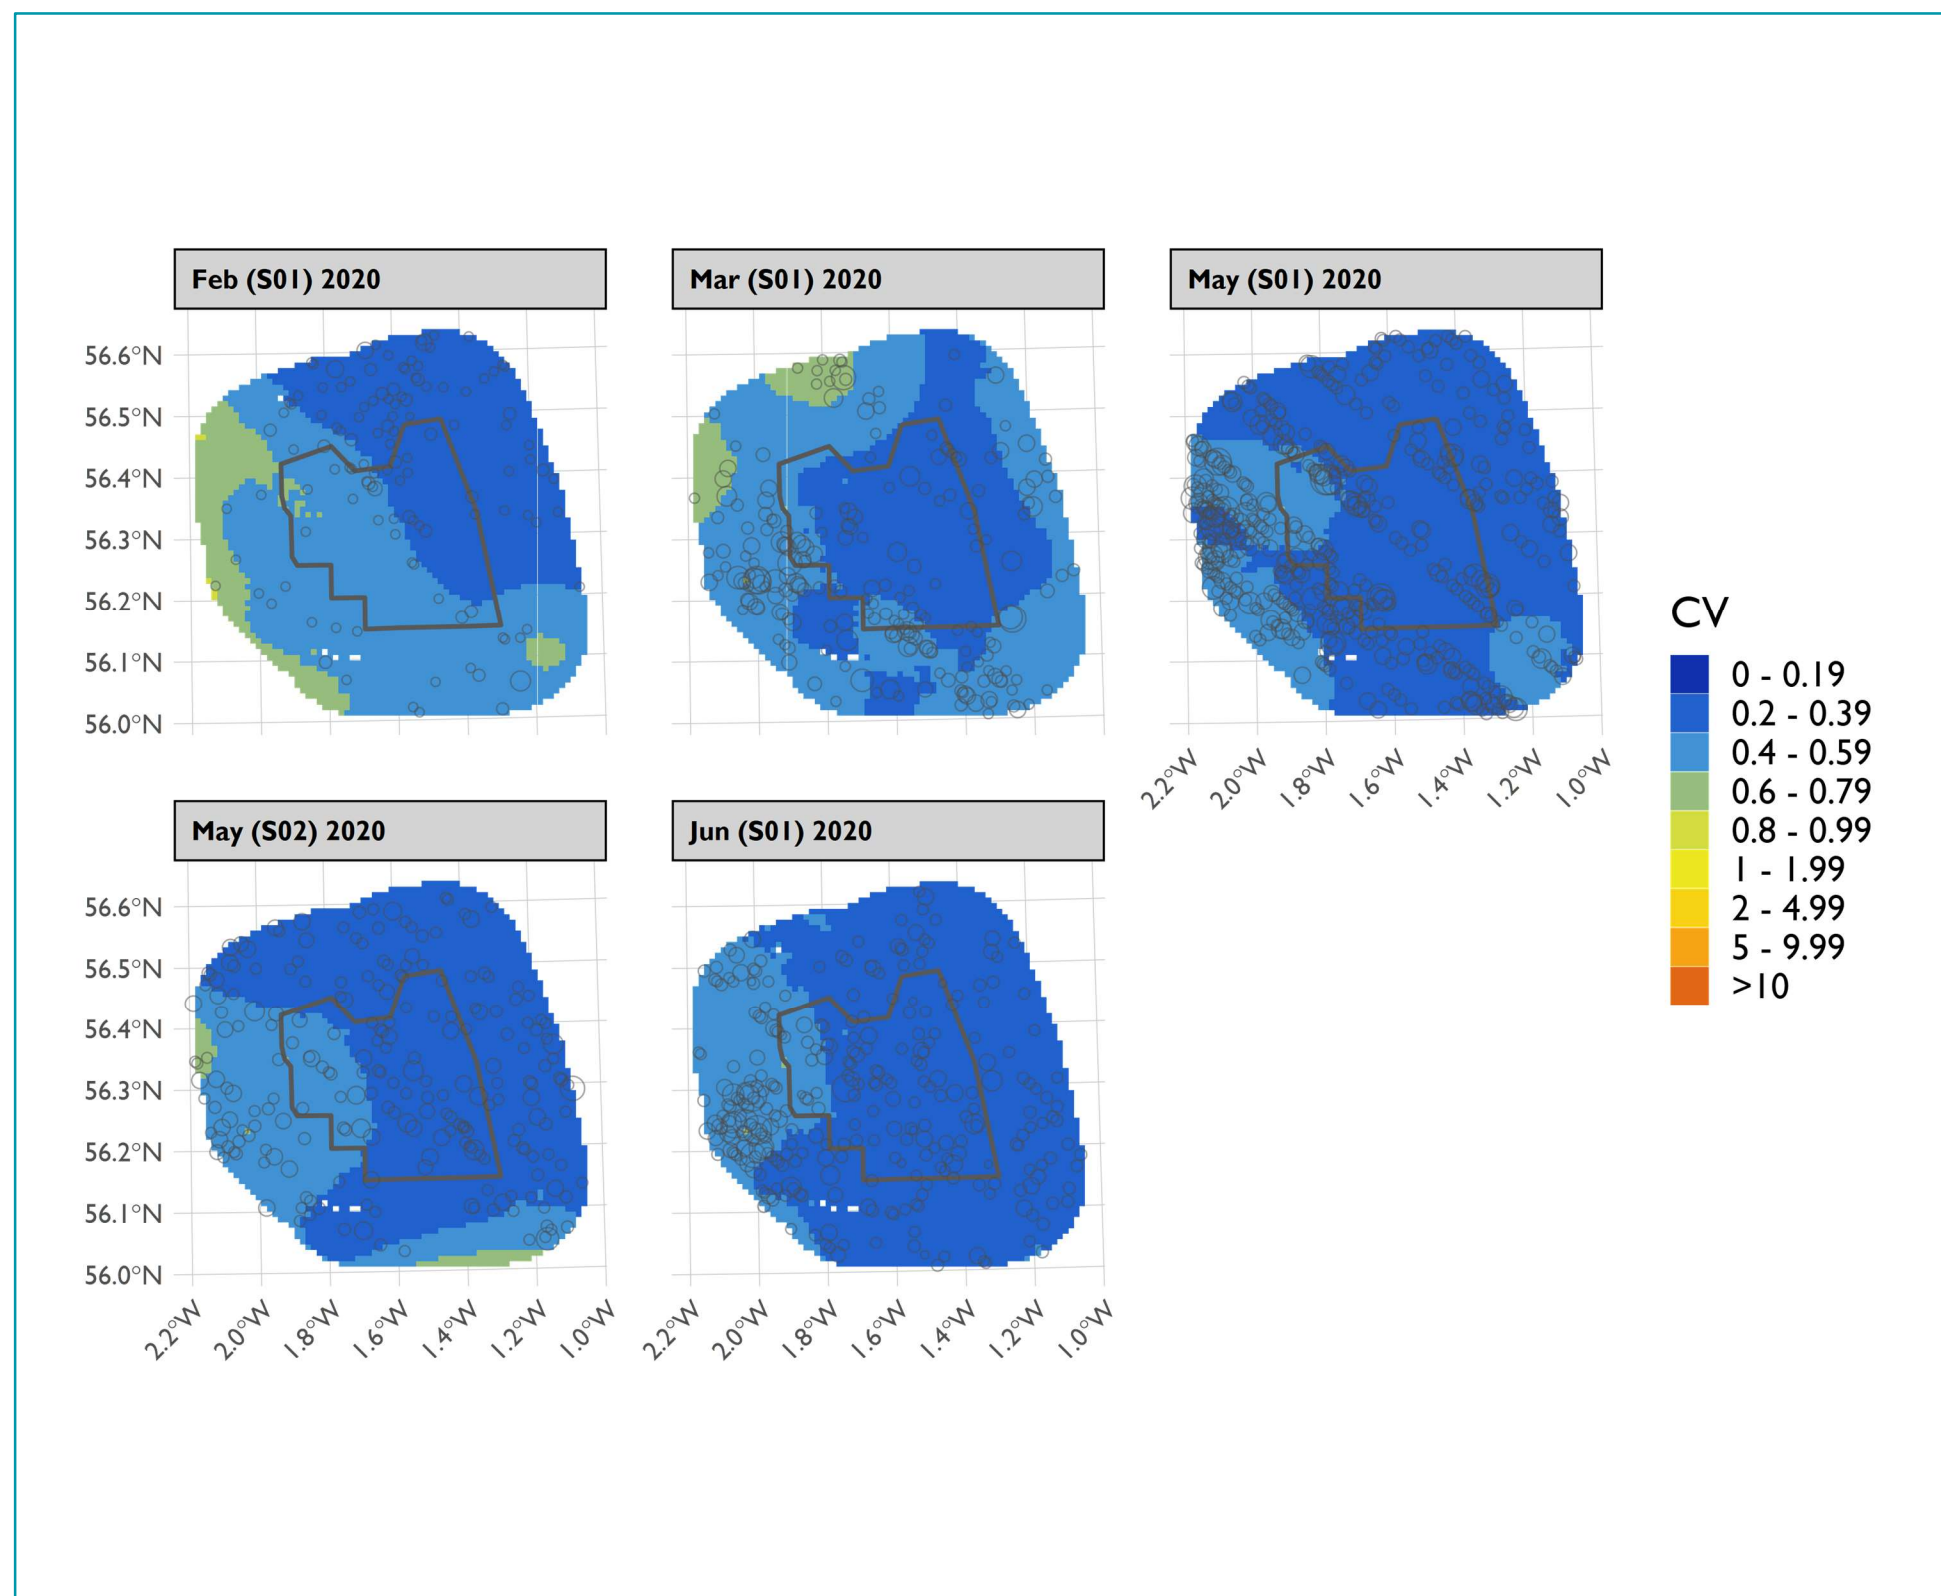 Feb (S01) 2020
Mar (S01) 2020
May (S01) 2020
56.6°N
56.5°N
56.4°N
56.3°N
56.2°N
56.1°N
56.0°N
2.2°W
2.0°W
1.8°W
1.6°W
1.4°W
1.2°W
1.0°W
CV
0 - 0.19
0.2 - 0.39
0.4 - 0.59
0.6 - 0.79
0.8 - 0.99
1 - 1.99
2 - 4.99
5 - 9.99
>10
May (S02) 2020
Jun (S01) 2020
56.6°N
56.5°N
56.4°N
56.3°N
56.2°N
56.1°N
56.0°N
2.2°W
2.0°W
1.8°W
1.6°W
1.4°W
1.2°W
1.0°W
2.2°W
2.0°W
1.8°W
1.6°W
1.4°W
1.2°W
1.0°W